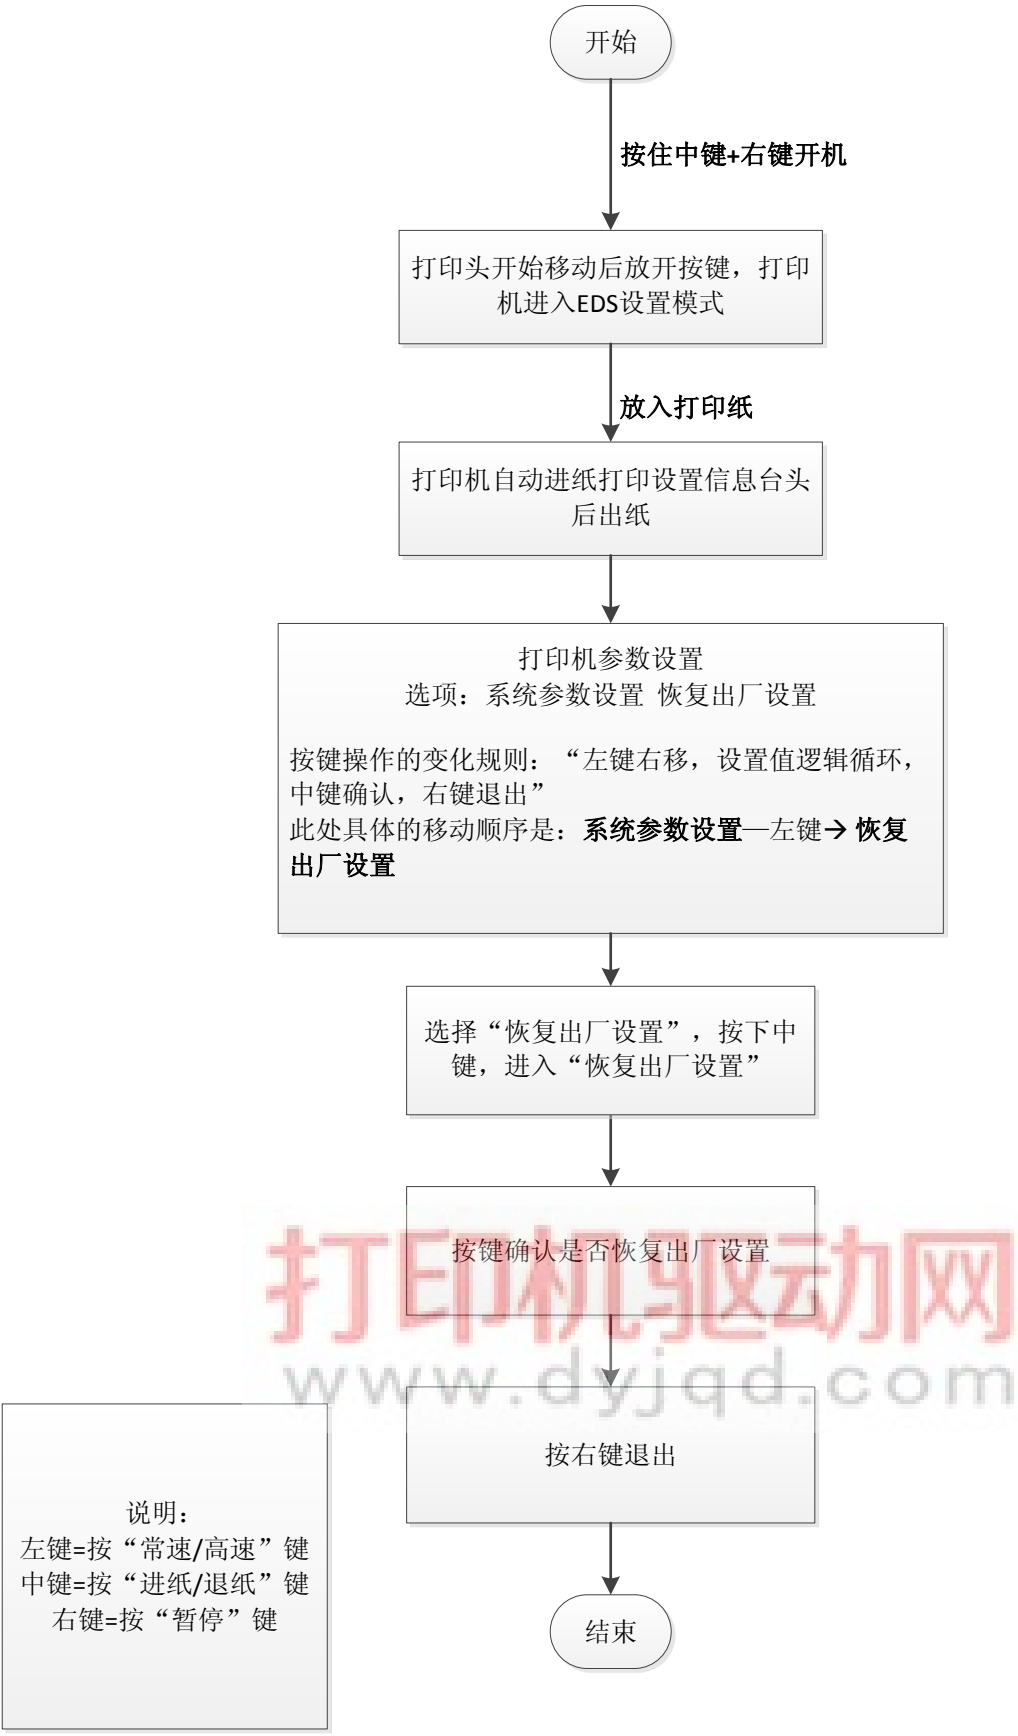 开始
按住中键+右键开机
打印头开始移动后放开按键，打印
机进入EDS设置模式
放入打印纸
打印机自动进纸打印设置信息台头
后出纸
打印机参数设置
选项：系统参数设置 恢复出厂设置
按键操作的变化规则：“左键右移，设置值逻辑循环，
中键确认，右键退出”
此处具体的移动顺序是：系统参数设置—左键→ 恢复
出厂设置
选择“恢复出厂设置”，按下中
键，进入“恢复出厂设置”
按键确认是否恢复出厂设置
打印机驱动网
www.dyjqd.com
按右键退出
说明：
左键=按“常速/高速”键
中键=按“进纸/退纸”键
右键=按“暂停”键
结束